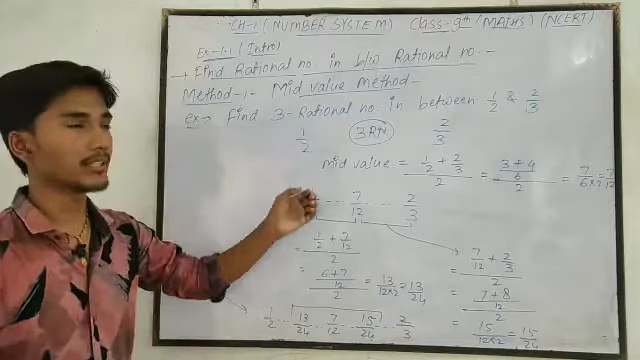 CH-1 (NUMBER SYSTEM) Class-9th (MATHS) (NCERT)
Ex-1.1 (Intro)
→ Find Rational no. in b/w Rational no. -
Method-1- Mid value Method-
Ex→ Find 3-Rational no. in between 1/2 & 2/3
1/2 3 RN 2/3
Mid value = (1/2 + 2/3)/2 = ((3+4)/6)/2 = 7/(6×2) = 7/12
---- 7/12 ---- 2/3
= (1/2 + 7/12)/2
= ((6+7)/12)/2 = 13/(12×2) = 13/24
= (7/12 + 2/3)/2
= ((7+8)/12)/2
= 15/(12×2) = 15/24
1/2 -- 13/24 -- 7/12 -- 15/24 -- 2/3